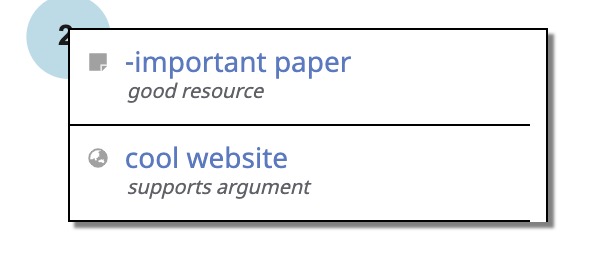 2
-important paper
good resource
cool website
supports argument